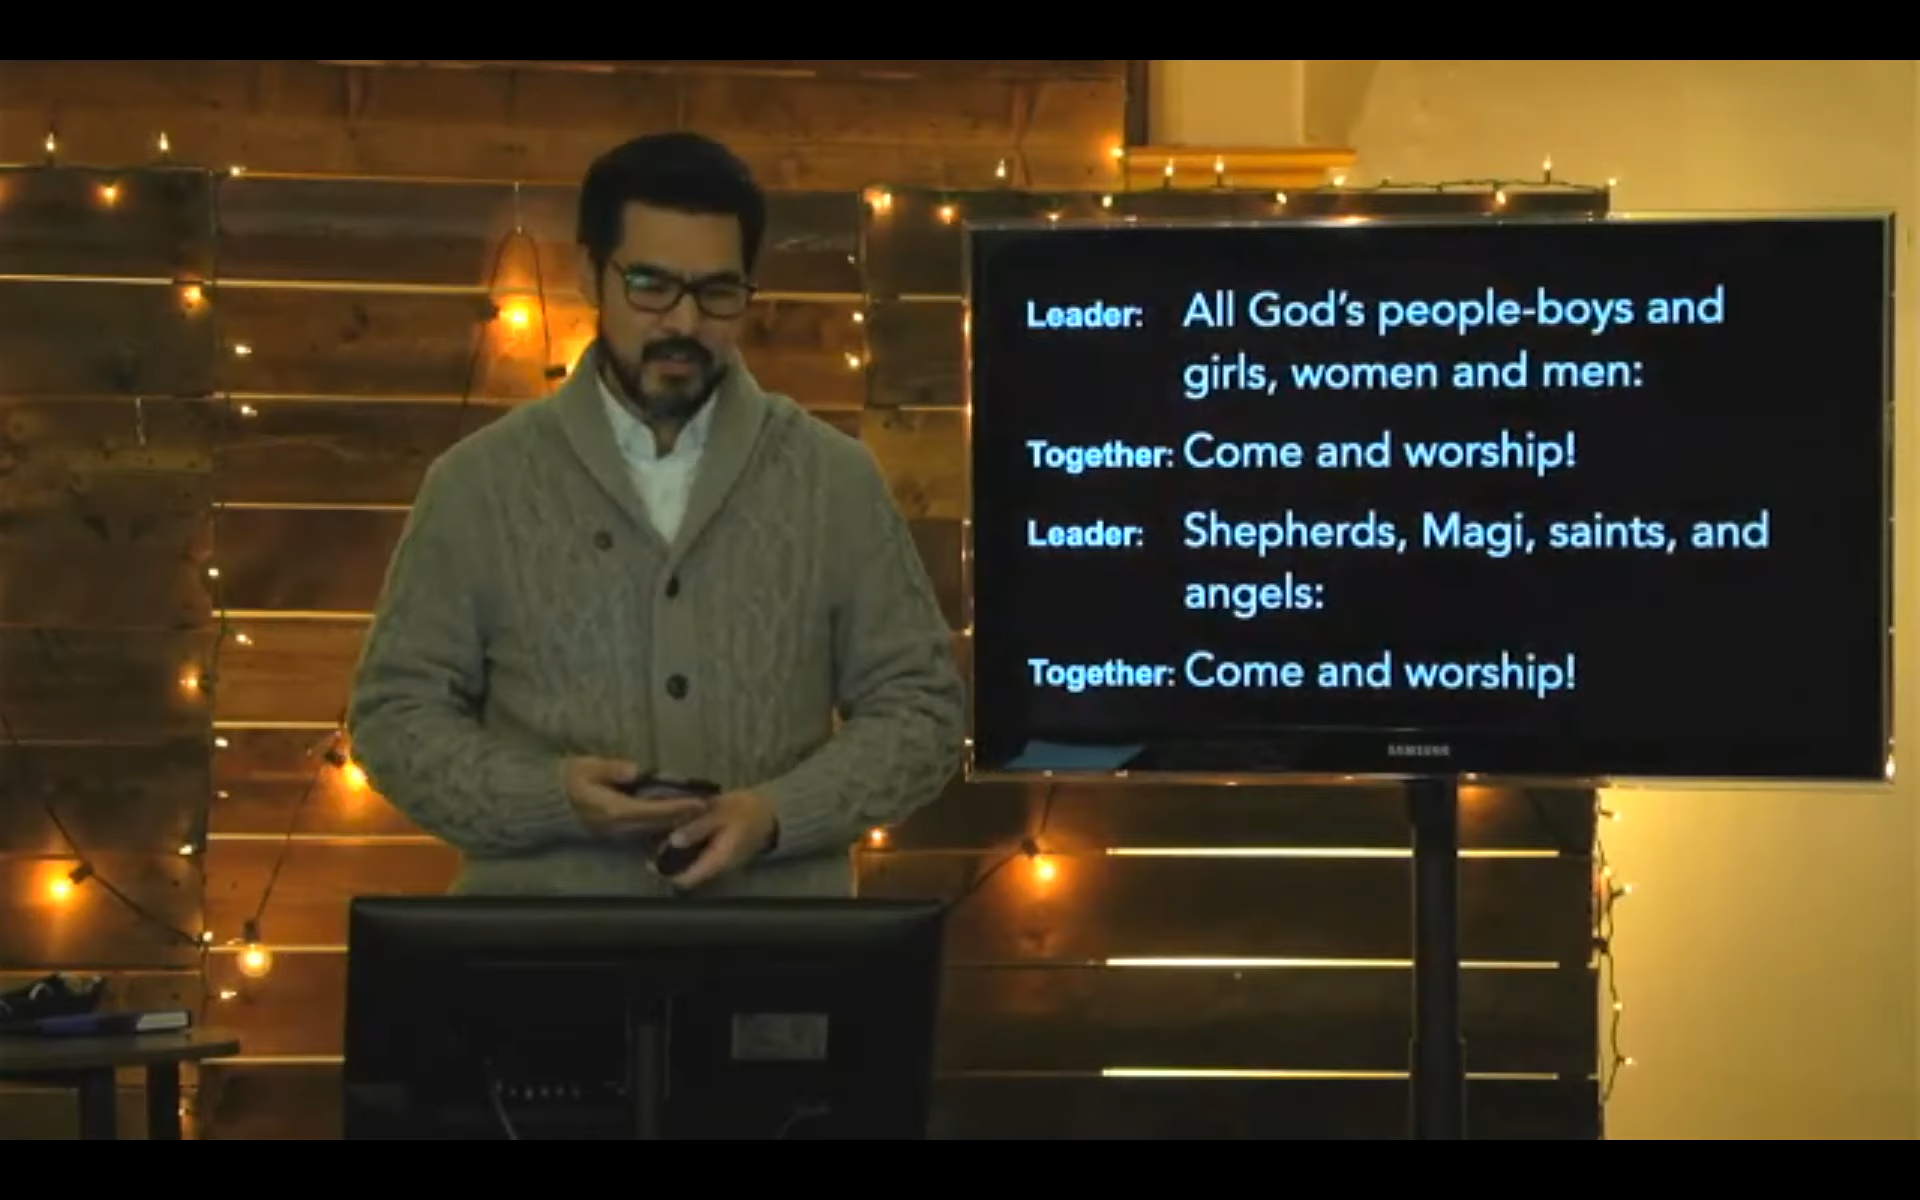 Leader: All God's people-boys and
girls, women and men:
Together: Come and worship!
Leader: Shepherds, Magi, saints, and
angels:
Together: Come and worship!
SAMSUNG